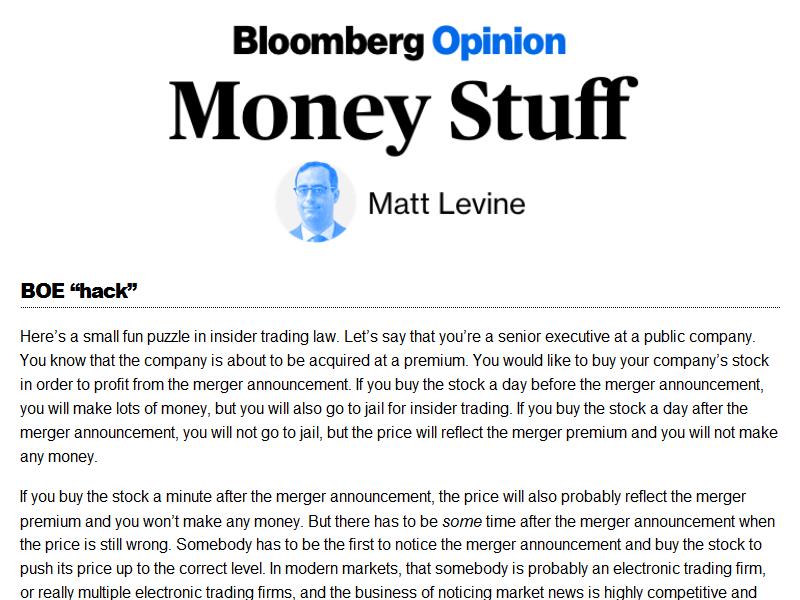 Bloomberg Opinion
Money Stuff
Matt Levine
BOE “hack”
Here’s a small fun puzzle in insider trading law. Let’s say that you’re a senior executive at a public company.
You know that the company is about to be acquired at a premium. You would like to buy your company’s stock
in order to profit from the merger announcement. If you buy the stock a day before the merger announcement,
you will make lots of money, but you will also go to jail for insider trading. If you buy the stock a day after the
merger announcement, you will not go to jail, but the price will reflect the merger premium and you will not make
any money.
If you buy the stock a minute after the merger announcement, the price will also probably reflect the merger
premium and you won’t make any money. But there has to be some time after the merger announcement when
the price is still wrong. Somebody has to be the first to notice the merger announcement and buy the stock to
push its price up to the correct level. In modern markets, that somebody is probably an electronic trading firm,
or really multiple electronic trading firms, and the business of noticing market news is highly competitive and